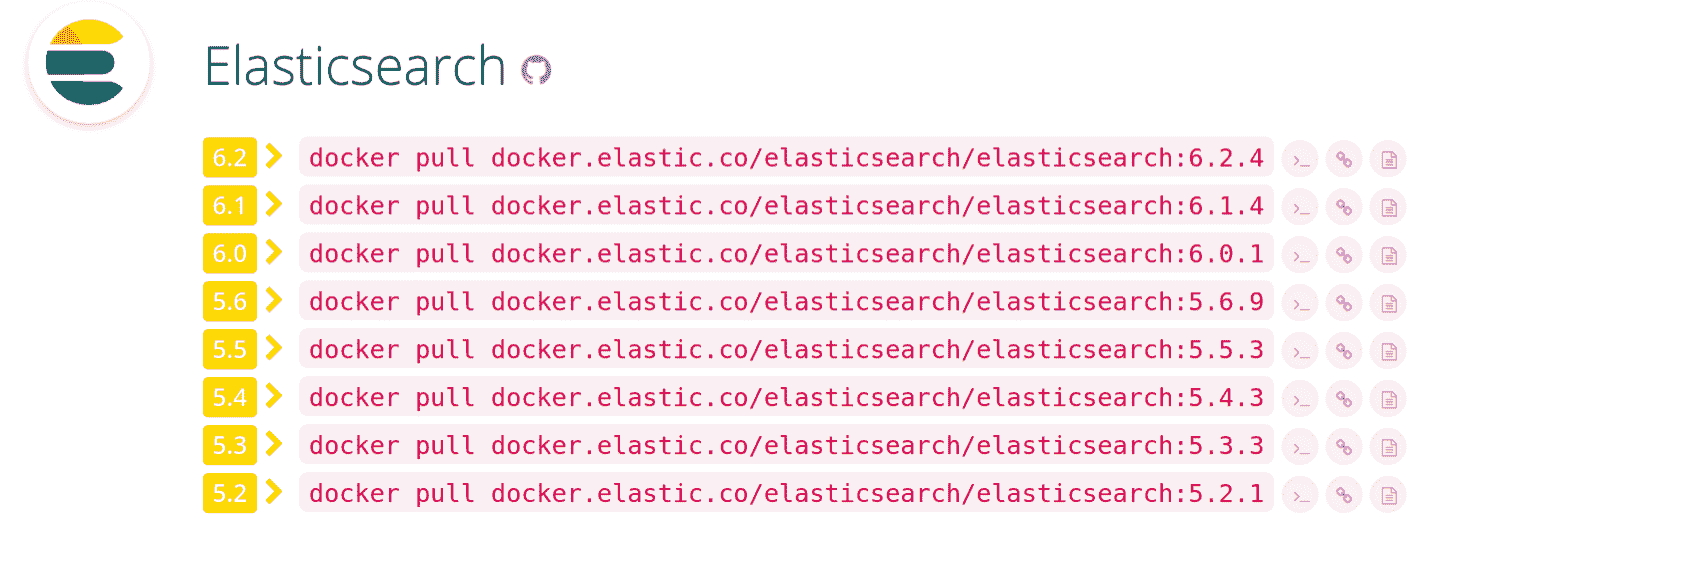 Elasticsearch
6.2 docker pull docker.elastic.co/elasticsearch/elasticsearch:6.2.4 >_
6.1 docker pull docker.elastic.co/elasticsearch/elasticsearch:6.1.4 >_
6.0 docker pull docker.elastic.co/elasticsearch/elasticsearch:6.0.1 >_
5.6 docker pull docker.elastic.co/elasticsearch/elasticsearch:5.6.9 >_
5.5 docker pull docker.elastic.co/elasticsearch/elasticsearch:5.5.3 >_
5.4 docker pull docker.elastic.co/elasticsearch/elasticsearch:5.4.3 >_
5.3 docker pull docker.elastic.co/elasticsearch/elasticsearch:5.3.3 >_
5.2 docker pull docker.elastic.co/elasticsearch/elasticsearch:5.2.1 >_